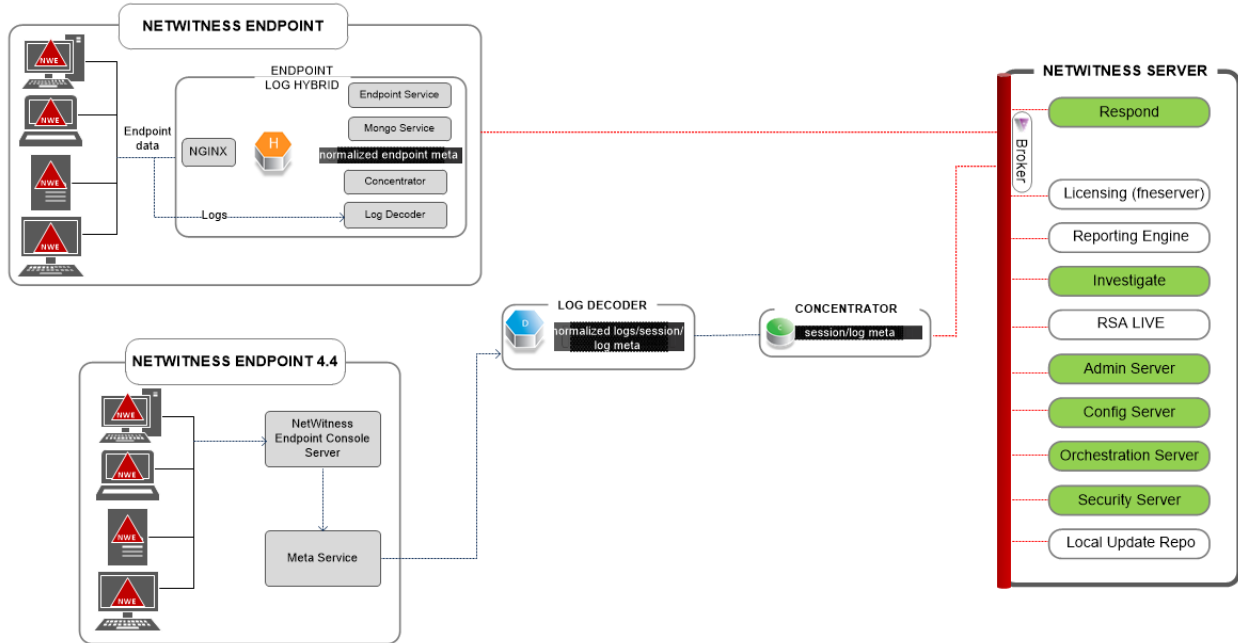 NETWITNESS ENDPOINT
NWE
NWE
NWE
NWE
Endpoint
data
Logs
ENDPOINT
LOG HYBRID
NGINX
H
Endpoint Service
Mongo Service
normalized endpoint meta
Concentrator
Log Decoder
NETWITNESS ENDPOINT 4.4
NWE
NWE
NWE
NWE
NetWitness
Endpoint Console
Server
Meta Service
LOG DECODER
D
normalized logs/session/
log meta
CONCENTRATOR
C
session/log meta
NETWITNESS SERVER
Broker
Respond
Licensing (fneserver)
Reporting Engine
Investigate
RSA LIVE
Admin Server
Config Server
Orchestration Server
Security Server
Local Update Repo